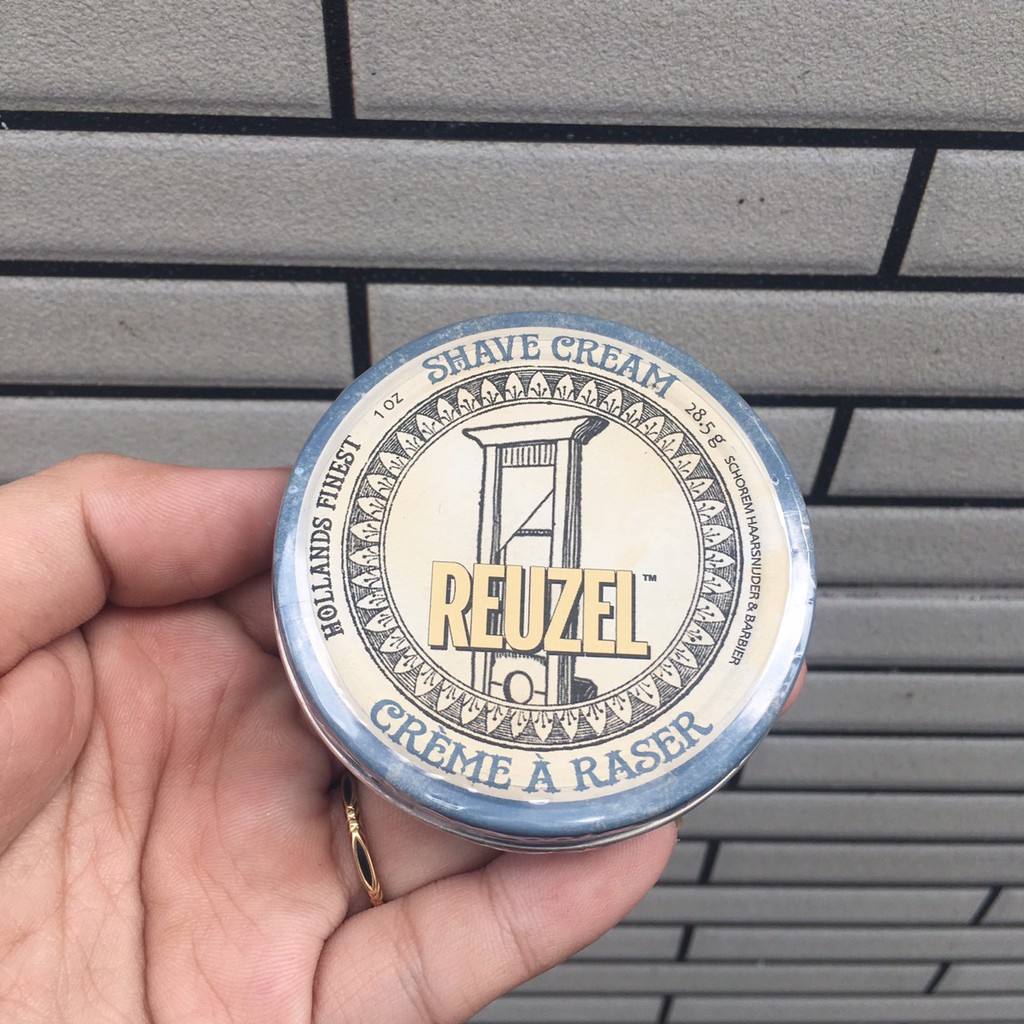 SHAVE CREAM
1 OZ
28.5 g
HOLLANDS FINEST
SCHOREM HAARSNIJDER & BARBIER
REUZEL™
CRÈME À RASER